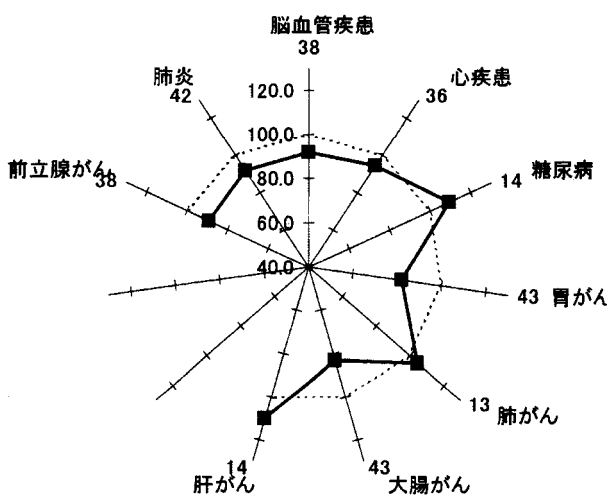 脳血管疾患
38
心疾患
36
糖尿病
14
43 胃がん
13 肺がん
大腸がん
43
肝がん
14
前立腺がん
38
肺炎
42
120.0
100.0
80.0
60.0
40.0